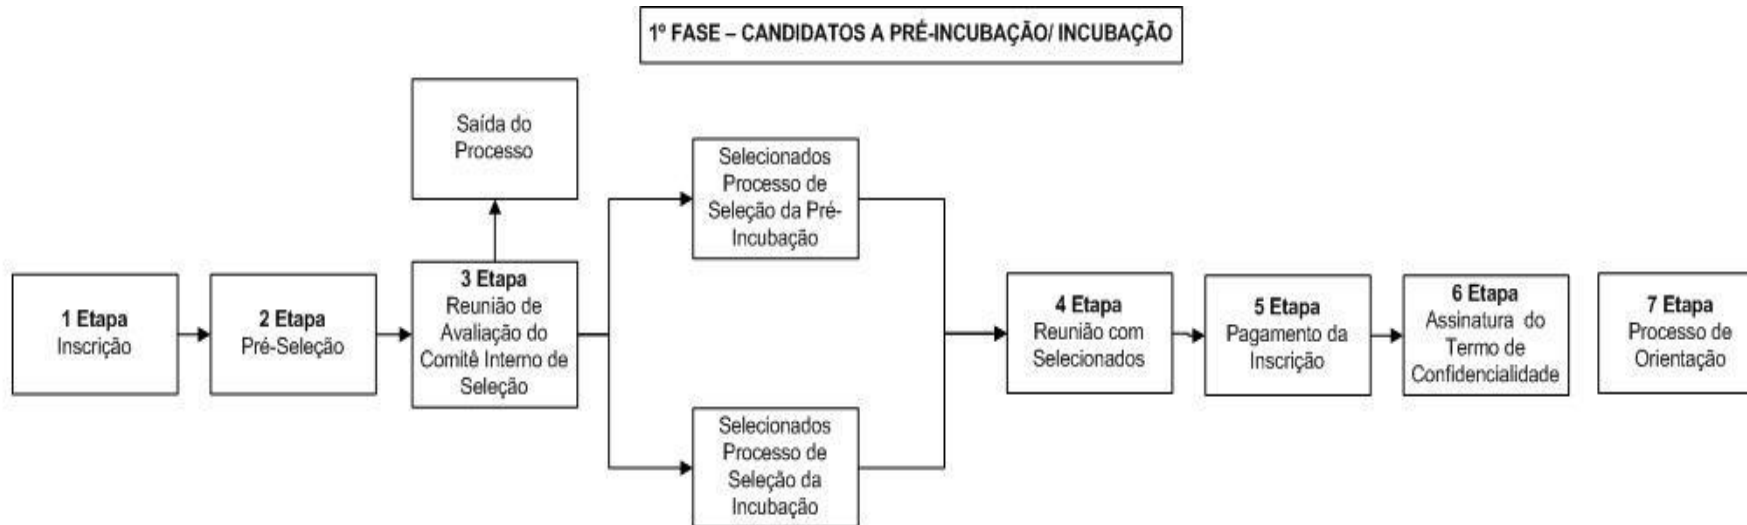 1º FASE – CANDIDATOS A PRÉ-INCUBAÇÃO/ INCUBAÇÃO
Saída do
Processo
Selecionados
Processo de
Seleção da Pré-
Incubação
1 Etapa
Inscrição
2 Etapa
Pré-Seleção
3 Etapa
Reunião de
Avaliação do
Comitê Interno de
Seleção
4 Etapa
Reunião com
Selecionados
5 Etapa
Pagamento da
Inscrição
6 Etapa
Assinatura do
Termo de
Confidencialidade
7 Etapa
Processo de
Orientação
Selecionados
Processo de
Seleção da
Incubação